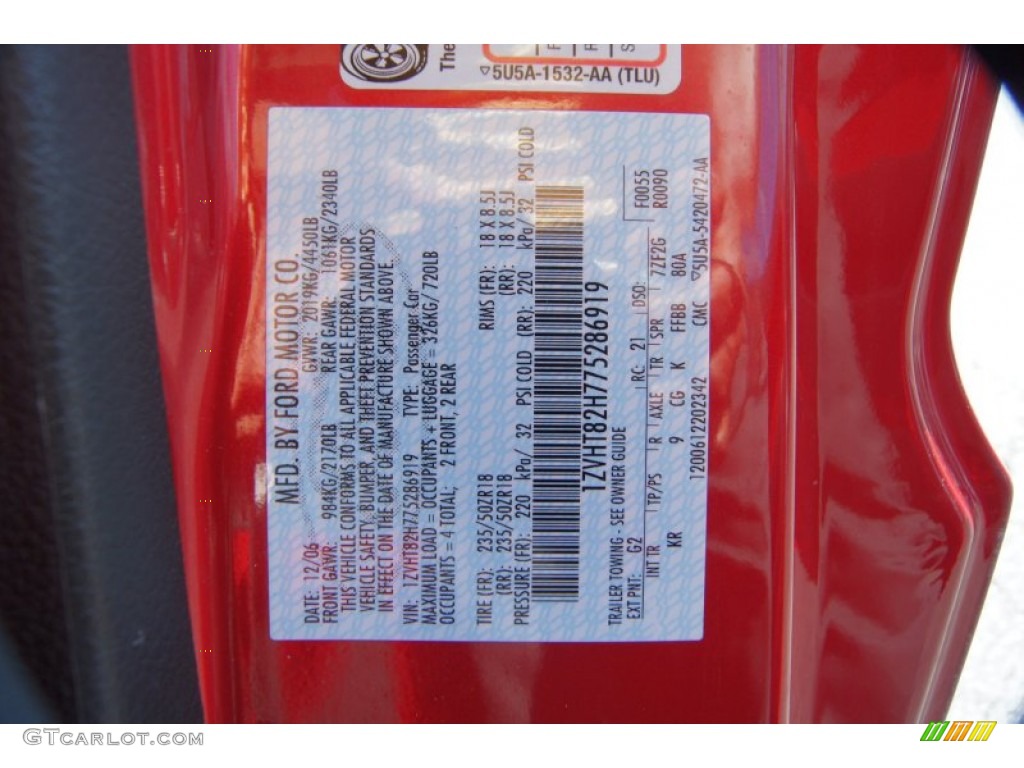 The
5U5A-1532-AA (TLU)
MFD. BY FORD MOTOR CO.
DATE: 12/06 GVWR: 2019KG/4450LB
FRONT GAWR: 984KG/2170LB REAR GAWR: 1061KG/2340LB
THIS VEHICLE CONFORMS TO ALL APPLICABLE FEDERAL MOTOR
VEHICLE SAFETY, BUMPER, AND THEFT PREVENTION STANDARDS
IN EFFECT ON THE DATE OF MANUFACTURE SHOWN ABOVE.
VIN: 1ZVHT82H775286919 TYPE: Passenger Car
MAXIMUM LOAD = OCCUPANTS + LUGGAGE = 326KG/ 720LB
OCCUPANTS = 4 TOTAL; 2 FRONT, 2 REAR
TIRE (FR): 235/50ZR18 RIMS (FR): 18 X 8.5J
(RR): 235/50ZR18 (RR): 18 X 8.5J
PRESSURE (FR): 220 kPa/ 32 PSI COLD (RR): 220 kPa/ 32 PSI COLD
1ZVHT82H775286919
TRAILER TOWING - SEE OWNER GUIDE F0055
EXT PNT: G2 RC: 21 DSO: R0090
INT TR TP/PS R AXLE TR SPR 7ZF2G
KR 9 CG K FFBB 80A
1200612202342 CMC 5U5A-5420472-AA
GTCARLOT.COM